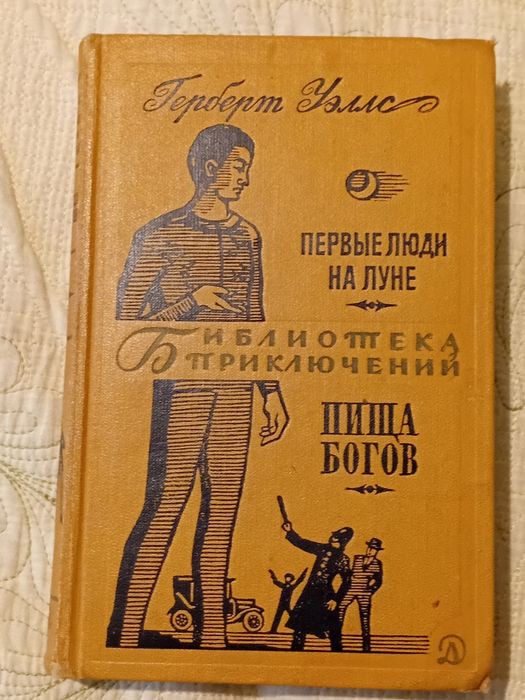 Герберт Уэллс
ПЕРВЫЕ ЛЮДИ
НА ЛУНЕ
БИБЛИОТЕКА
ПРИКЛЮЧЕНИЙ
ПИЩА
БОГОВ
Д